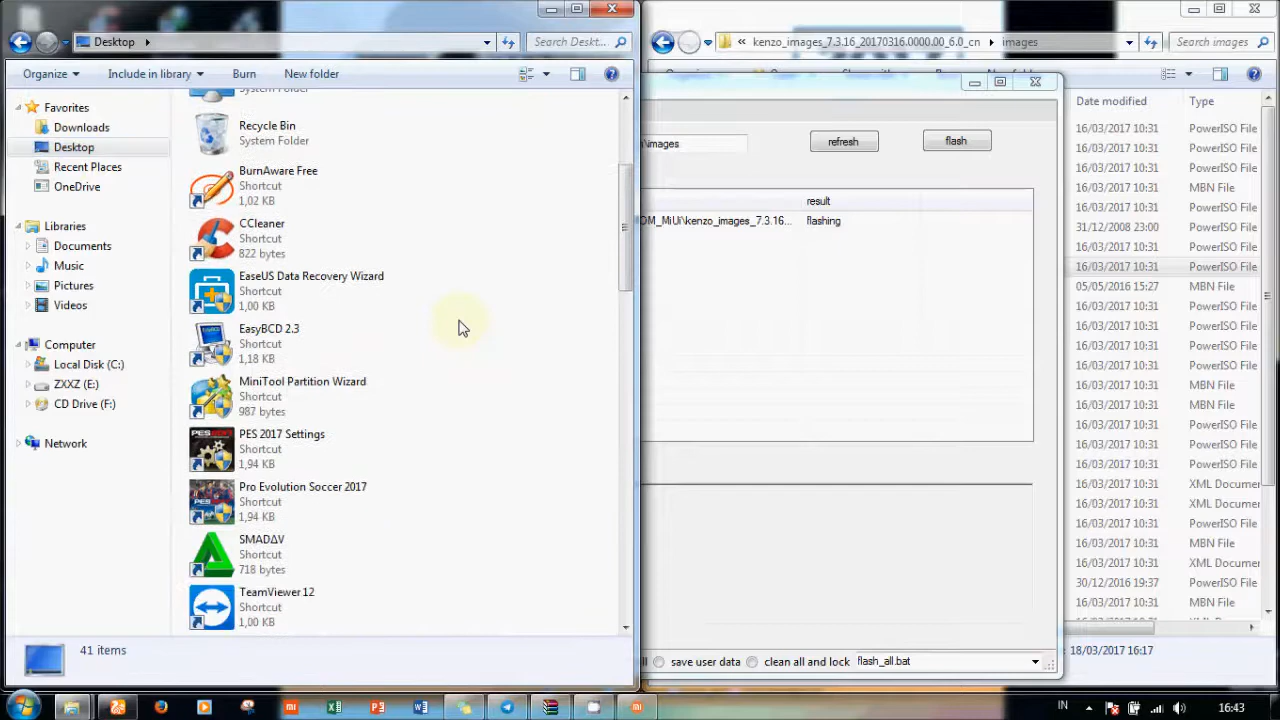 Desktop
Search Deskt...
Organize
Include in library
Burn
New folder
Favorites
Downloads
Desktop
Recent Places
OneDrive
Libraries
Documents
Music
Pictures
Videos
Computer
Local Disk (C:)
ZXXZ (E:)
CD Drive (F:)
Network
System Folder
Recycle Bin
System Folder
BurnAware Free
Shortcut
1,02 KB
CCleaner
Shortcut
822 bytes
EaseUS Data Recovery Wizard
Shortcut
1,00 KB
EasyBCD 2.3
Shortcut
1,18 KB
MiniTool Partition Wizard
Shortcut
987 bytes
PES 2017 Settings
Shortcut
1,94 KB
Pro Evolution Soccer 2017
Shortcut
1,94 KB
SMADΔV
Shortcut
718 bytes
TeamViewer 12
Shortcut
1,00 KB
41 items
« kenzo_images_7.3.16_20170316.0000.00_6.0_cn
images
Search images
\images
refresh
flash
result
OM_MiUi\kenzo_images_7.3.16...
flashing
save user data
clean all and lock
flash_all.bat
Date modified
Type
16/03/2017 10:31
PowerISO File
16/03/2017 10:31
PowerISO File
16/03/2017 10:31
PowerISO File
16/03/2017 10:31
MBN File
16/03/2017 10:31
PowerISO File
31/12/2008 23:00
PowerISO File
16/03/2017 10:31
PowerISO File
16/03/2017 10:31
PowerISO File
05/05/2016 15:27
MBN File
16/03/2017 10:31
PowerISO File
16/03/2017 10:31
PowerISO File
16/03/2017 10:31
PowerISO File
16/03/2017 10:31
PowerISO File
16/03/2017 10:31
MBN File
16/03/2017 10:31
MBN File
16/03/2017 10:31
PowerISO File
16/03/2017 10:31
PowerISO File
16/03/2017 10:31
PowerISO File
16/03/2017 10:31
XML Documen
16/03/2017 10:31
PowerISO File
16/03/2017 10:31
PowerISO File
16/03/2017 10:31
MBN File
16/03/2017 10:31
XML Documen
30/12/2016 19:37
PowerISO File
16/03/2017 10:31
MBN File
18/03/2017 16:17
IN
16:43